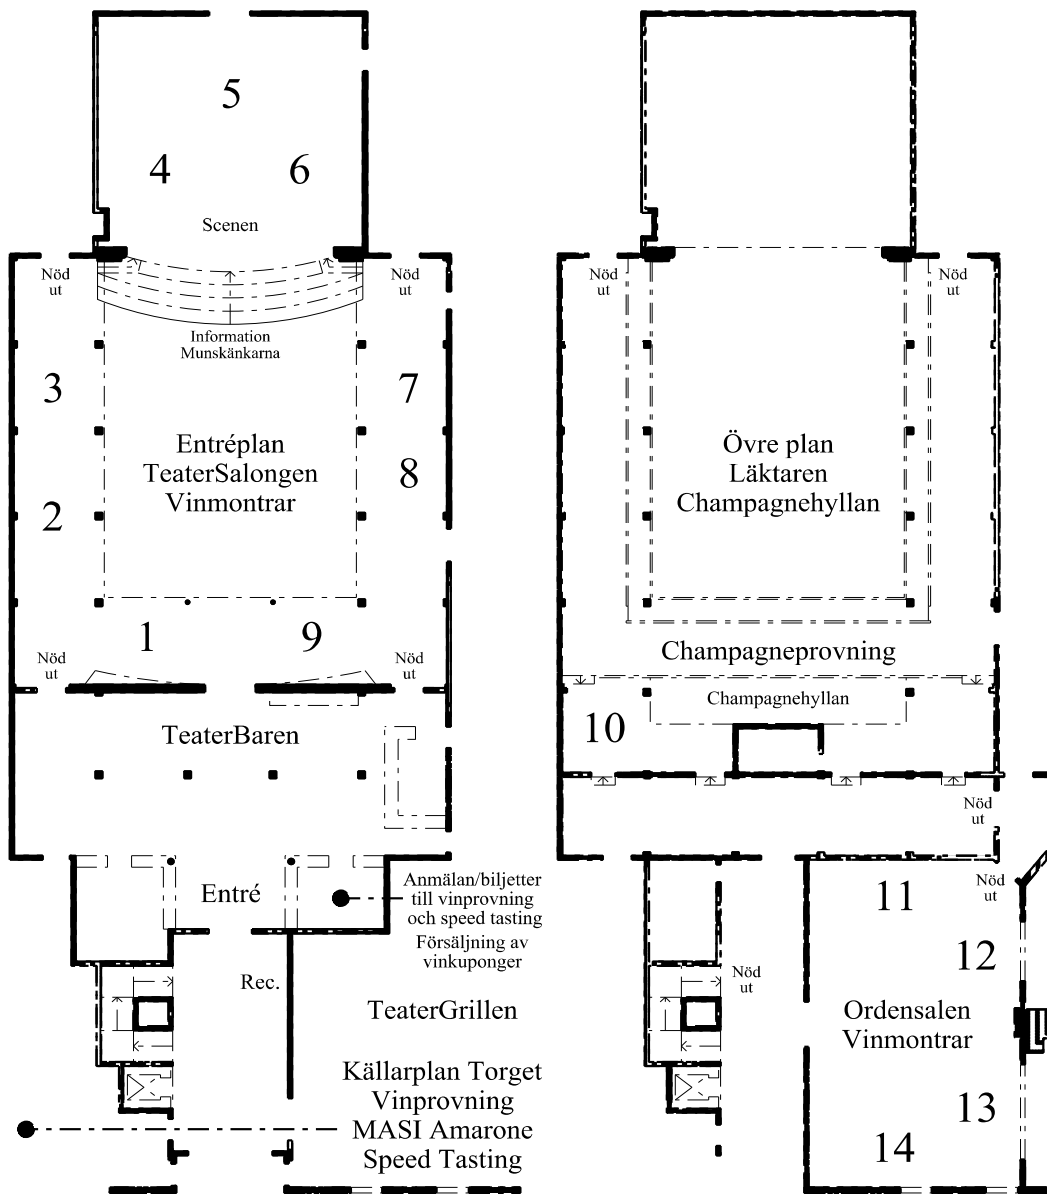 5
4
6
Scenen
Nöd
ut
Nöd
ut
Information
Munskänkarna
3
7
Entréplan
TeaterSalongen
Vinmontrar
8
2
1
9
Nöd
ut
Nöd
ut
TeaterBaren
Entré
Anmälan/biljetter
till vinprovning
och speed tasting
Försäljning av
vinkuponger
Rec.
TeaterGrillen
Källarplan Torget
Vinprovning
MASI Amarone
Speed Tasting
Nöd
ut
Nöd
ut
Övre plan
Läktaren
Champagnehyllan
Champagneprovning
Champagnehyllan
10
Nöd
ut
11
Nöd
ut
12
Nöd
ut
Ordensalen
Vinmontrar
13
14